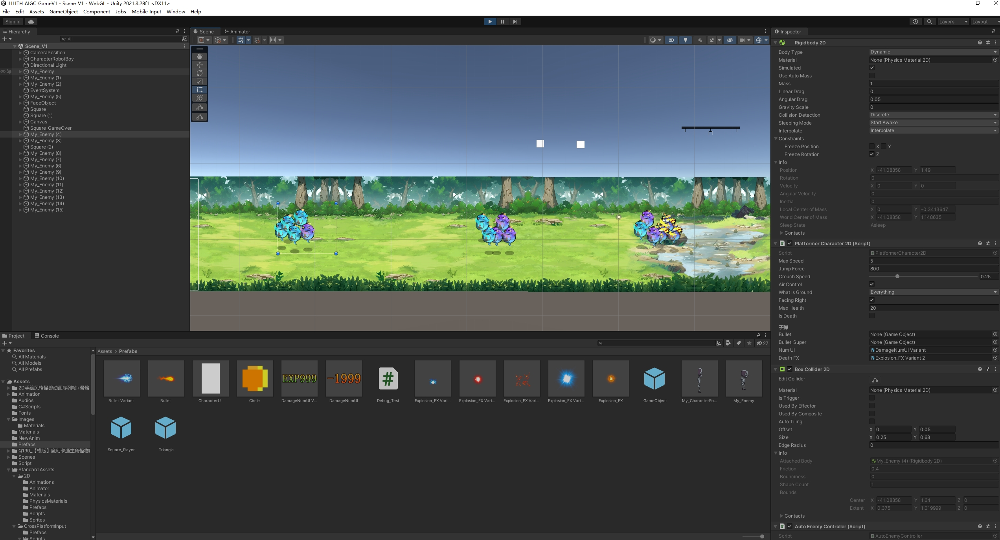 LILITH_AIGC_GameV1 - Scene_V1 - WebGL - Unity 2021.3.28f1 <DX11>
File Edit Assets GameObject Component Jobs Mobile Input Window Help
Sign in
Layers
Layout
Hierarchy
All
Scene_V1
CameraPosition
CharacterRobotBoy
Directional Light
My_Enemy
My_Enemy (1)
My_Enemy (2)
EventSystem
My_Enemy (5)
FaceObject
Square
Square (1)
Canvas
Square_GameOver
My_Enemy (4)
My_Enemy (3)
Square (2)
My_Enemy (8)
My_Enemy (7)
My_Enemy (6)
My_Enemy (9)
My_Enemy (10)
My_Enemy (11)
My_Enemy (12)
My_Enemy (13)
My_Enemy (14)
My_Enemy (15)
Scene
Animator
2D
Project
Console
27
Favorites
All Materials
All Models
All Prefabs
Assets
2D手绘风格怪兽动画序列帧+骨骼
Animation
Audios
C#Scripts
Fonts
Images
Materials
Materials
NewAnim
Prefabs
Q190_【横版】魔幻卡通主角怪物
Scenes
Script
Standard Assets
2D
Animations
Animator
Materials
PhysicsMaterials
Prefabs
Scripts
Sprites
CrossPlatformInput
Prefabs
Scripts
Assets > Prefabs
EXP999
-1999
Bullet Variant
Bullet
CharacterUI
Circle
DamageNumUI V...
DamageNumUI
Debug_Test
Explosion_FX Vari...
Explosion_FX Vari...
Explosion_FX Vari...
Explosion_FX Vari...
Explosion_FX
GameObject
My_CharacterRo...
My_Enemy
Square_Player
Triangle
Inspector
Rigidbody 2D
Body Type Dynamic
Material None (Physics Material 2D)
Simulated
Use Auto Mass
Mass 1
Linear Drag 0
Angular Drag 0.05
Gravity Scale 0
Collision Detection Discrete
Sleeping Mode Start Awake
Interpolate Interpolate
Constraints
Freeze Position X Y
Freeze Rotation Z
Info
Position X -41.08858 Y 1.49
Rotation 0
Velocity X 0 Y 0
Angular Velocity 0
Inertia 0
Local Center of Mass X 0 Y -0.3413647
World Center of Mass X -41.08858 Y 1.148635
Sleep State Asleep
Contacts
Platformer Character 2D (Script)
Script PlatformerCharacter2D
Max Speed 5
Jump Force 800
Crouch Speed 0.25
Air Control
What Is Ground Everything
Facing Right
Max Health 20
Is Death
子弹
Bullet None (Game Object)
Bullet_Super None (Game Object)
Num UI DamageNumUI Variant
Death FX Explosion_FX Variant 2
Box Collider 2D
Edit Collider
Material None (Physics Material 2D)
Is Trigger
Used By Effector
Used By Composite
Auto Tiling
Offset X 0 Y 0.05
Size X 0.25 Y 0.68
Edge Radius 0
Info
Attached Body My_Enemy (4) (Rigidbody 2D)
Friction 0.4
Bounciness 0
Shape Count 1
Bounds
Center X -41.08858 Y 1.64 Z 0
Extent X 0.375 Y 1.019999 Z 0
Contacts
Auto Enemy Controller (Script)
Script AutoEnemyController